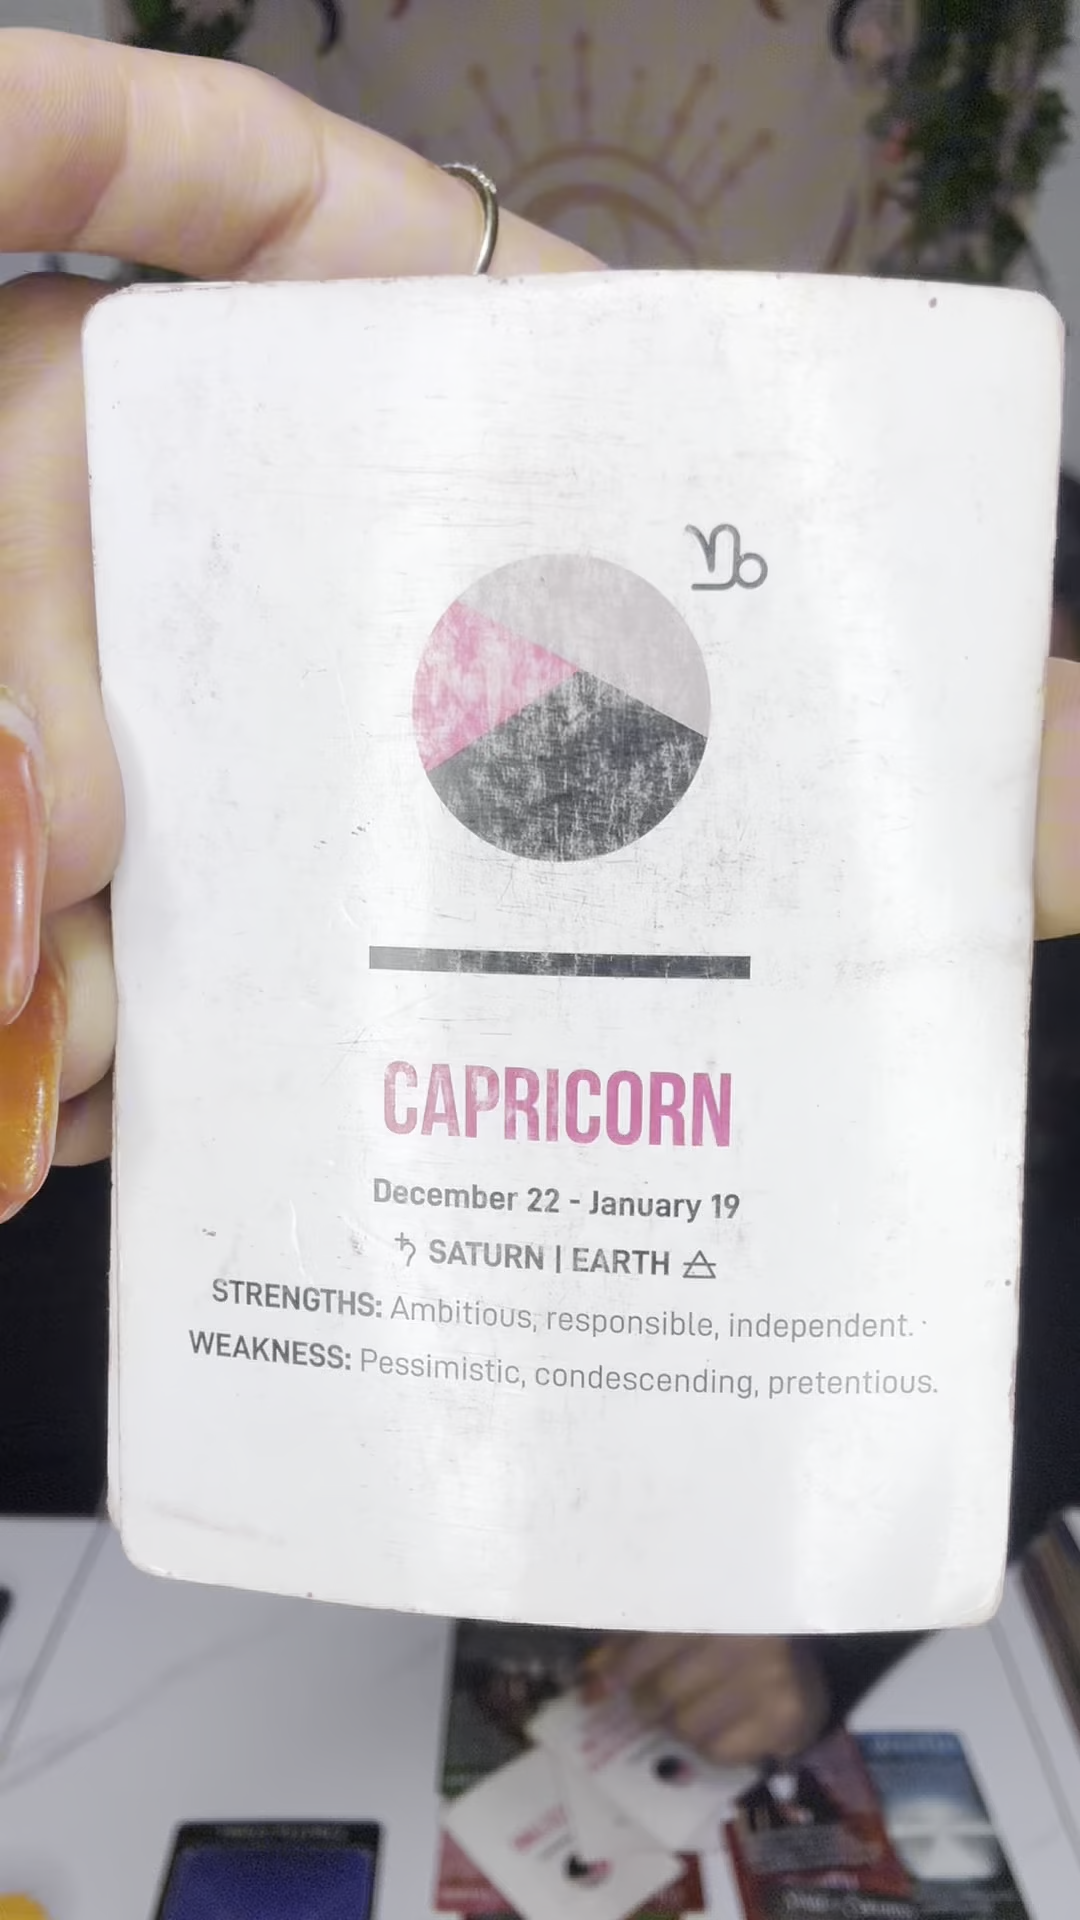 CAPRICORN
December 22 - January 19
♄ SATURN | EARTH 🜁
STRENGTHS: Ambitious, responsible, independent.
WEAKNESS: Pessimistic, condescending, pretentious.